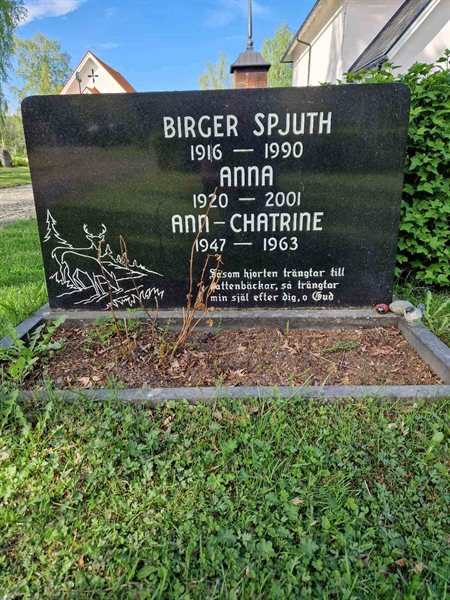 BIRGER SPJUTH
1916 — 1990
ANNA
1920 — 2001
ANN-CHATRINE
1947 — 1963
Såsom hjorten trängtar till
vattenbäckar, så trängtar
min själ efter dig, o Gud